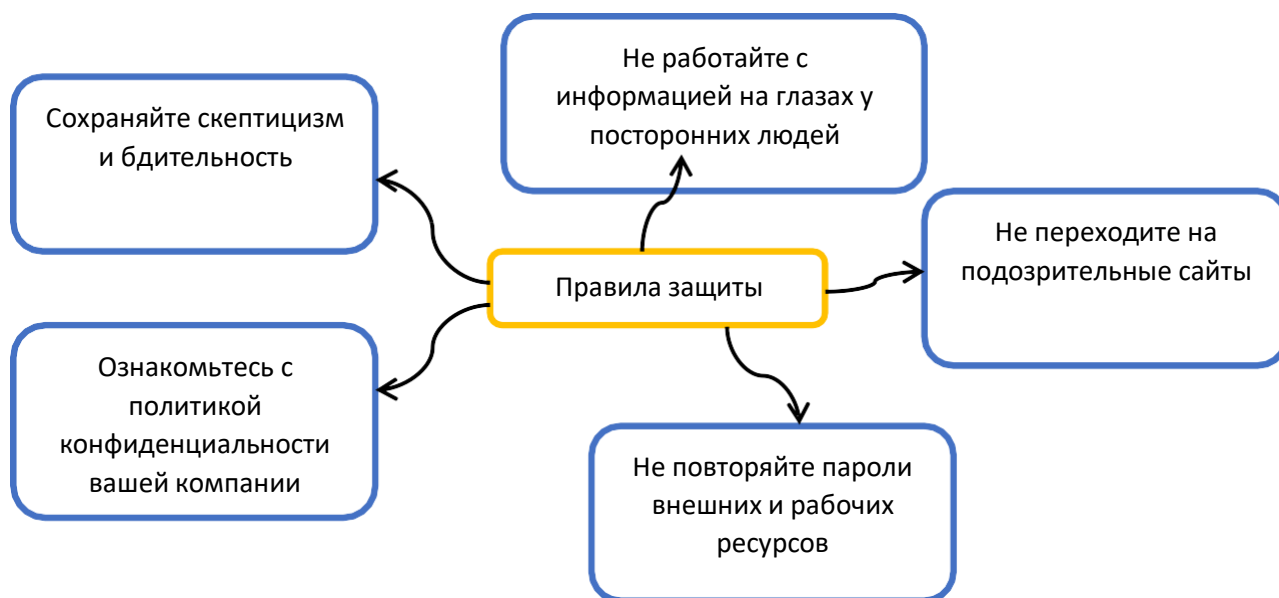 Не работайте с
информацией на глазах у
посторонних людей
Сохраняйте скептицизм
и бдительность
Не переходите на
подозрительные сайты
Правила защиты
Ознакомьтесь с
политикой
конфиденциальности
вашей компании
Не повторяйте пароли
внешних и рабочих
ресурсов